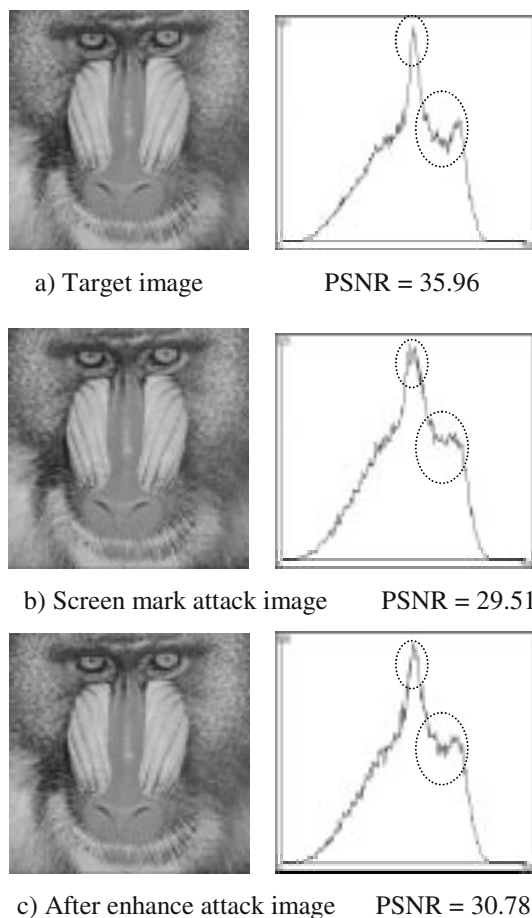 a) Target image PSNR = 35.96
b) Screen mark attack image PSNR = 29.51
c) After enhance attack image PSNR = 30.78